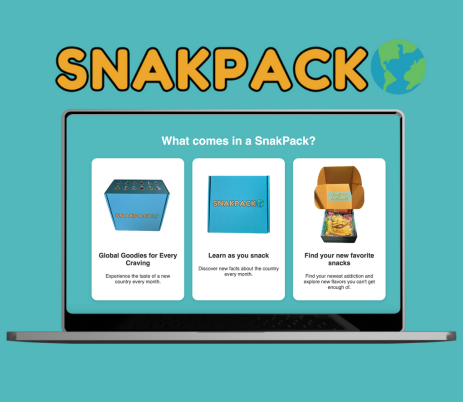 SNAKPACK
What comes in a SnakPack?
SNAKPACK
SNAKPACK
Global Goodies for Every
Craving
Experience the taste of a new
country every month.
Learn as you snack
Discover new facts about the country
every month.
Find your new favorite
snacks
Find your newest addiction and
explore new flavors you can't get
enough of.